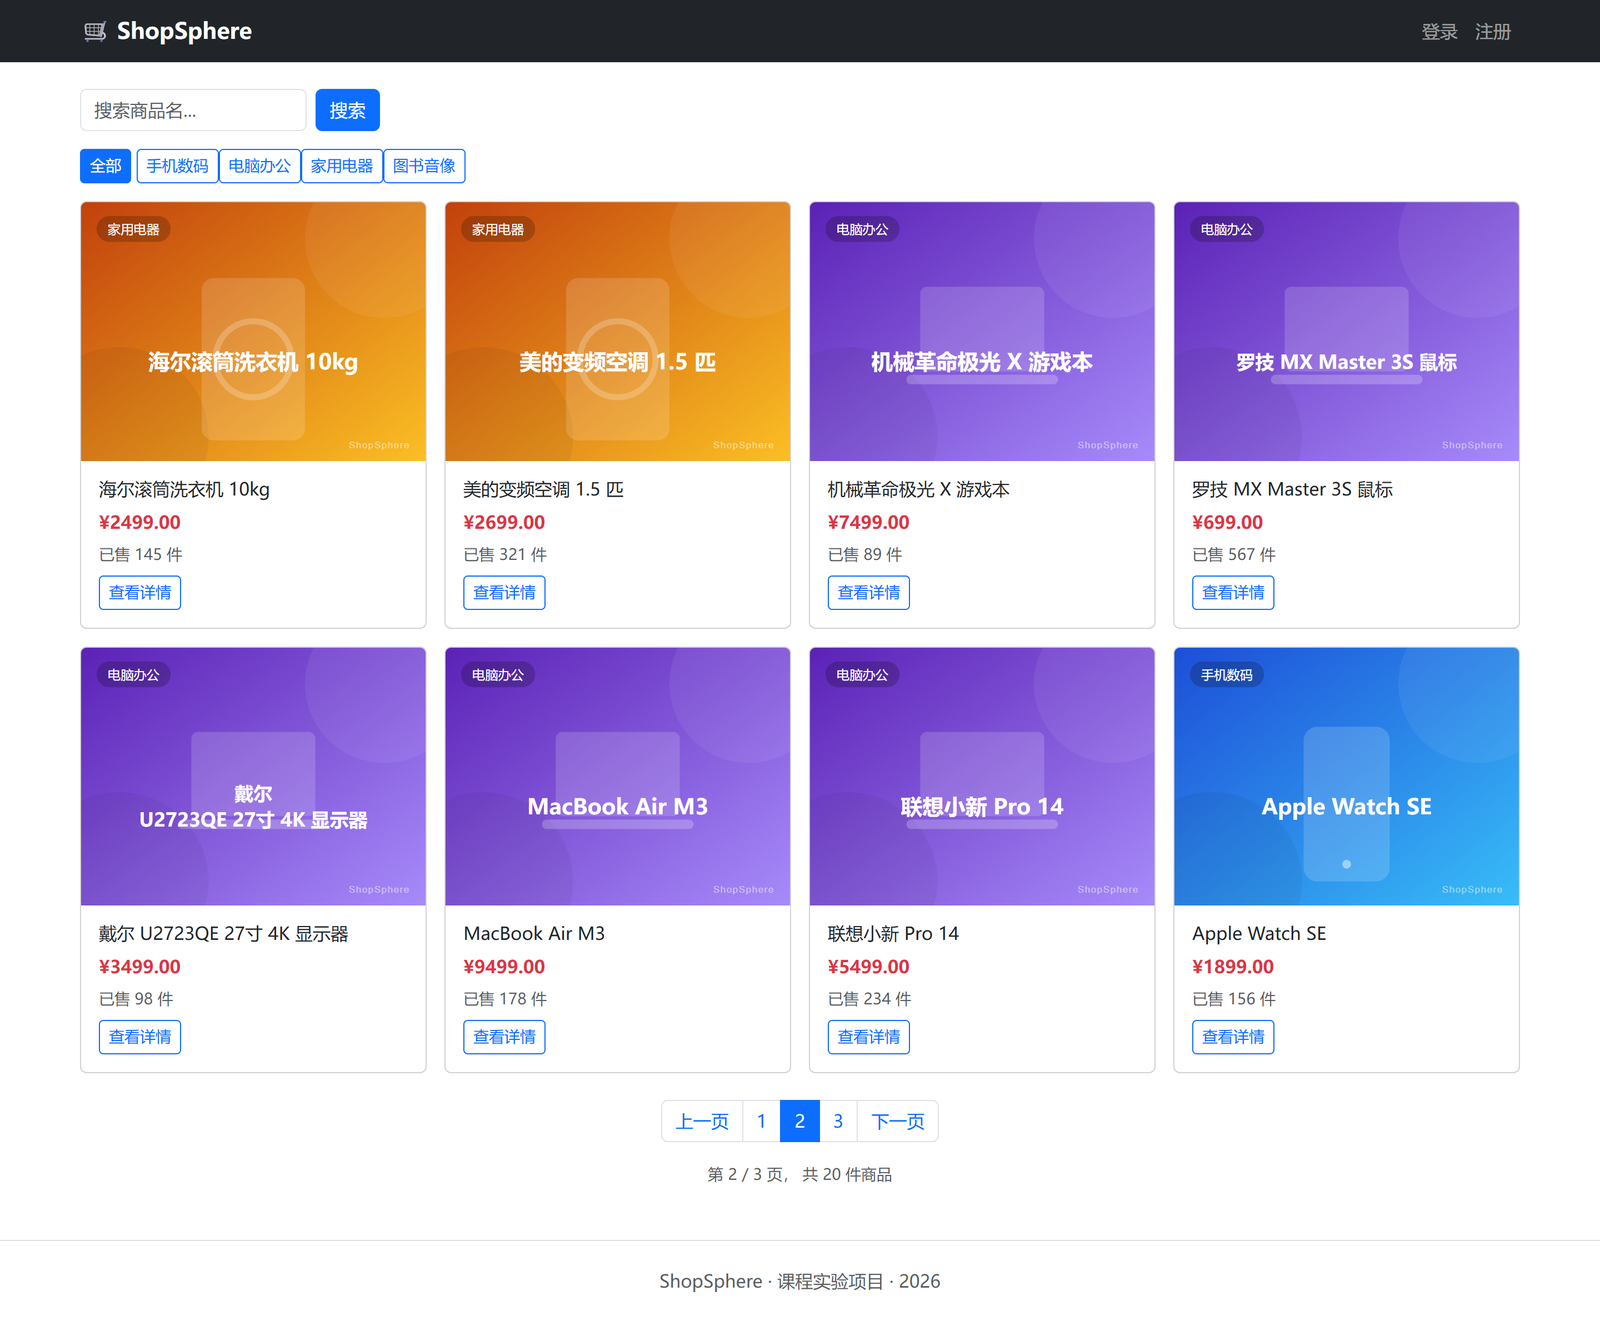 ShopSphere
登录 注册
搜索商品名...
搜索
全部 手机数码 电脑办公 家用电器 图书音像
家用电器
海尔滚筒洗衣机 10kg
ShopSphere
海尔滚筒洗衣机 10kg
¥2499.00
已售 145 件
查看详情
家用电器
美的变频空调 1.5 匹
ShopSphere
美的变频空调 1.5 匹
¥2699.00
已售 321 件
查看详情
电脑办公
机械革命极光 X 游戏本
ShopSphere
机械革命极光 X 游戏本
¥7499.00
已售 89 件
查看详情
电脑办公
罗技 MX Master 3S 鼠标
ShopSphere
罗技 MX Master 3S 鼠标
¥699.00
已售 567 件
查看详情
电脑办公
戴尔
U2723QE 27寸 4K 显示器
ShopSphere
戴尔 U2723QE 27寸 4K 显示器
¥3499.00
已售 98 件
查看详情
电脑办公
MacBook Air M3
ShopSphere
MacBook Air M3
¥9499.00
已售 178 件
查看详情
电脑办公
联想小新 Pro 14
ShopSphere
联想小新 Pro 14
¥5499.00
已售 234 件
查看详情
手机数码
Apple Watch SE
ShopSphere
Apple Watch SE
¥1899.00
已售 156 件
查看详情
上一页 1 2 3 下一页
第 2 / 3 页， 共 20 件商品
ShopSphere · 课程实验项目 · 2026